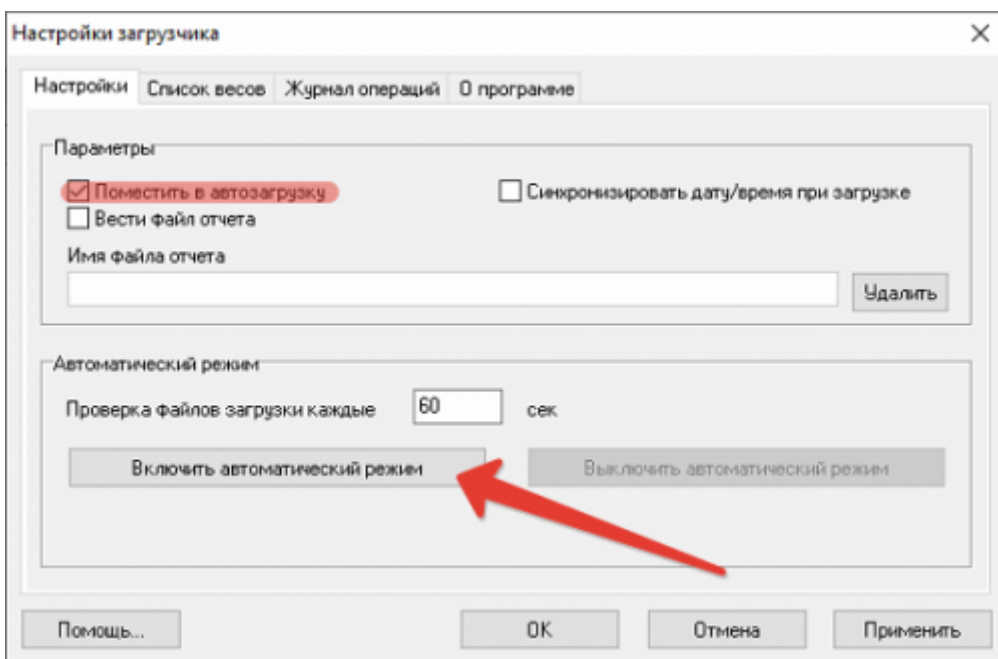 Настройки загрузчика
Настройки Список весов Журнал операций О программе
Параметры
Поместить в автозагрузку Синхронизировать дату/время при загрузке
Вести файл отчета
Имя файла отчета
Удалить
Автоматический режим
Проверка файлов загрузки каждые 60 сек
Включить автоматический режим Выключить автоматический режим
Помощь... ОК Отмена Применить